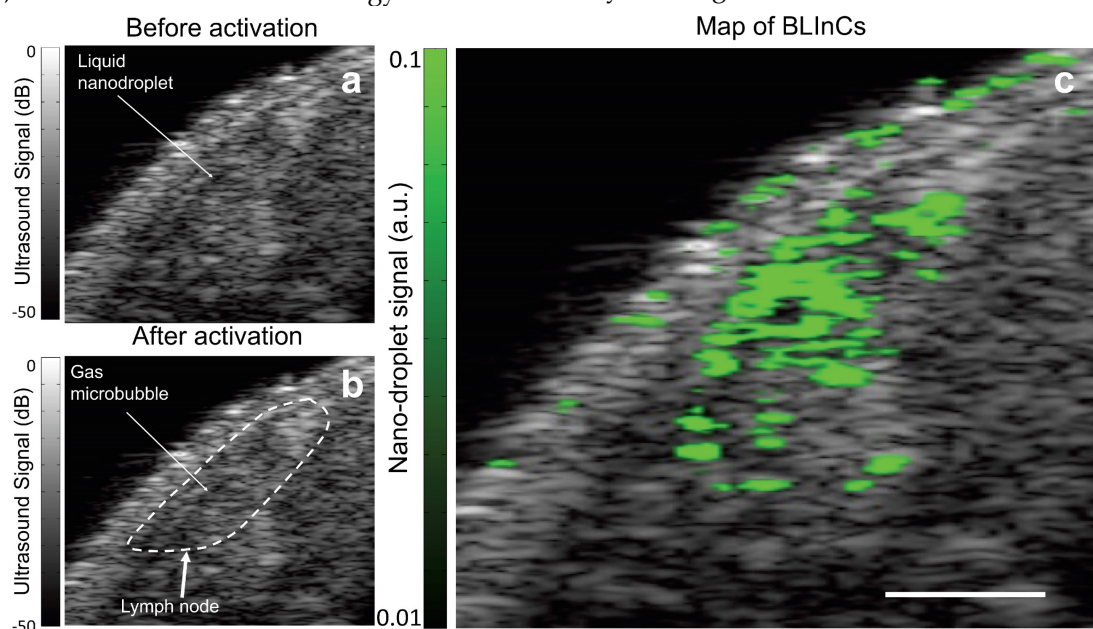 Before activation
0
Ultrasound Signal (dB)
-50
Liquid
nanodroplet
a
After activation
0
Ultrasound Signal (dB)
-50
Gas
microbubble
b
Lymph node
Map of BLInCs
0.1
Nano-droplet signal (a.u.)
0.01
c